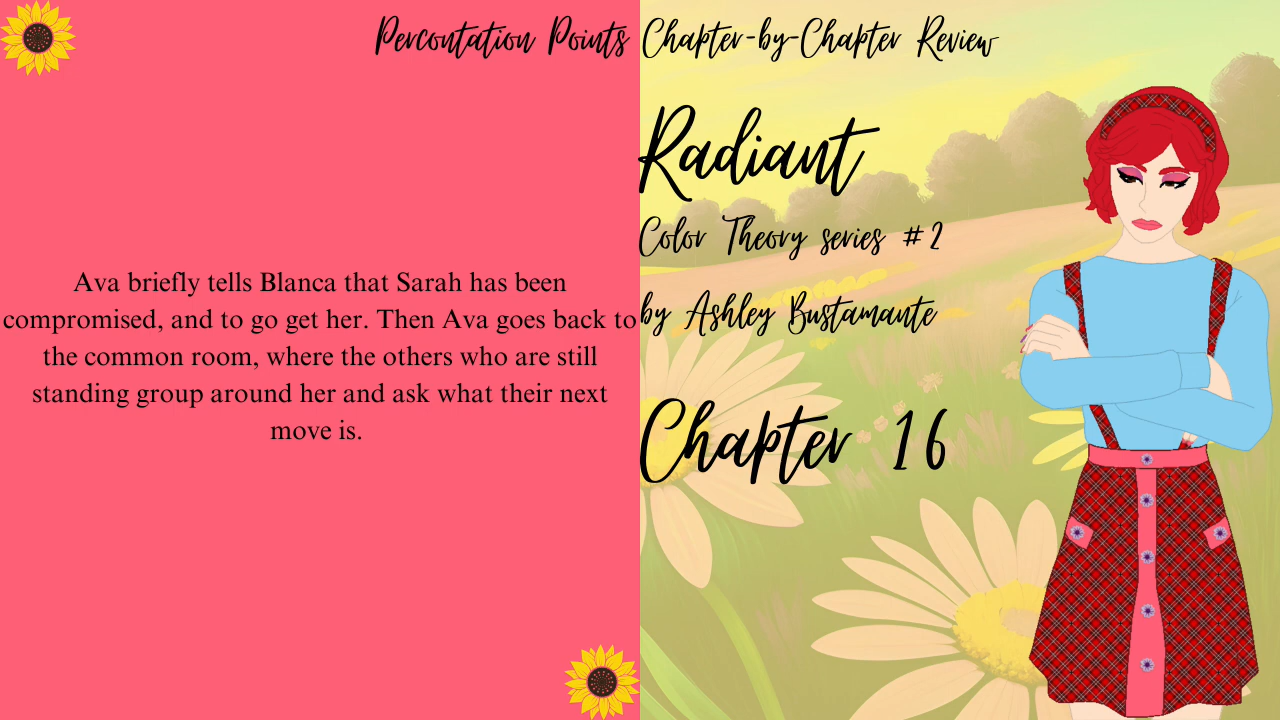 Percontation Points Chapter-by-Chapter Review
Radiant
Color Theory series #2
by Ashley Bustamante
Chapter 16
Ava briefly tells Blanca that Sarah has been
compromised, and to go get her. Then Ava goes back to
the common room, where the others who are still
standing group around her and ask what their next
move is.